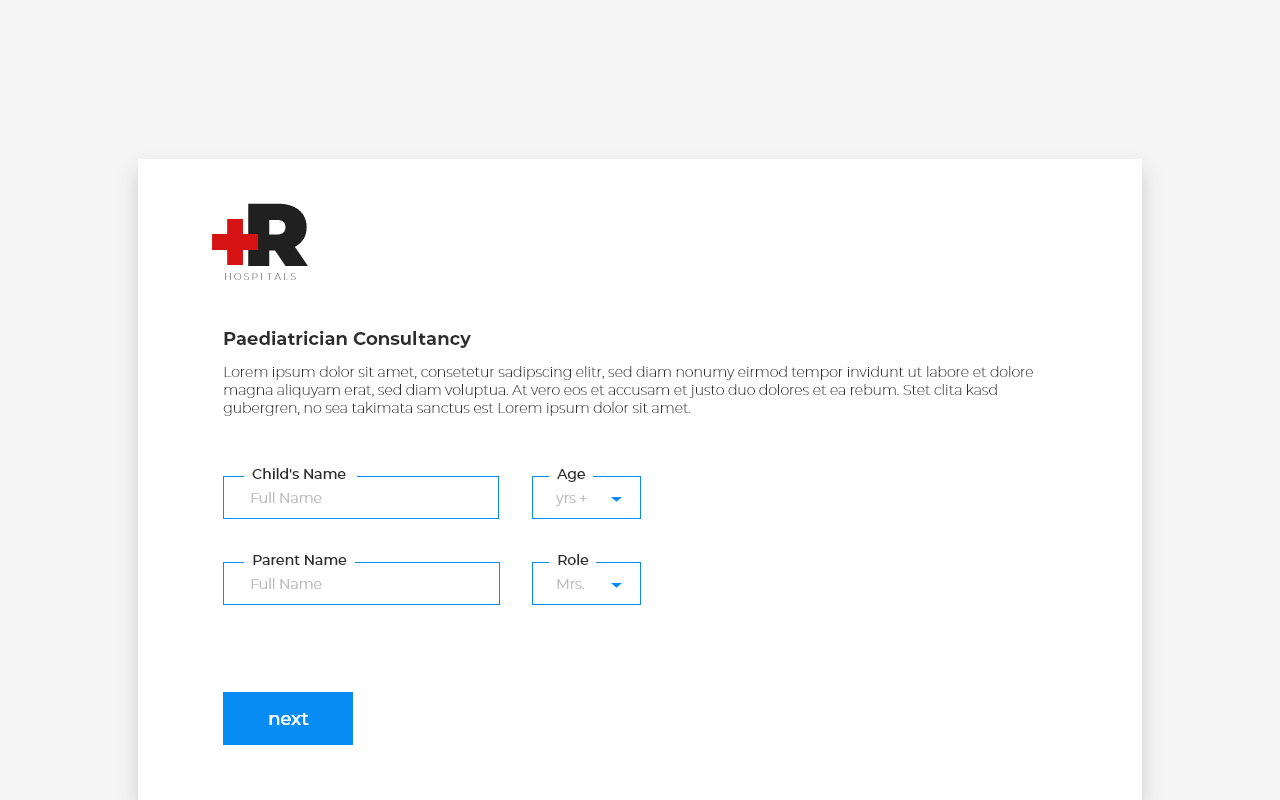 R
HOSPITALS
Paediatrician Consultancy
Lorem ipsum dolor sit amet, consetetur sadipscing elitr, sed diam nonumy eirmod tempor invidunt ut labore et dolore
magna aliquyam erat, sed diam voluptua. At vero eos et accusam et justo duo dolores et ea rebum. Stet clita kasd
gubergren, no sea takimata sanctus est Lorem ipsum dolor sit amet.
Child's Name Age
Full Name yrs +
Parent Name Role
Full Name Mrs.
next